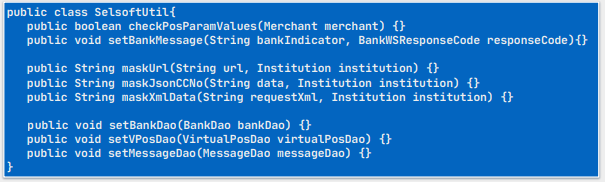 public class SelsoftUtil{
public boolean checkPosParamValues(Merchant merchant) {}
public void setBankMessage(String bankIndicator, BankWSResponseCode responseCode){}
public String maskUrl(String url, Institution institution) {}
public String maskJsonCCNo(String data, Institution institution) {}
public String maskXmlData(String requestXml, Institution institution) {}
public void setBankDao(BankDao bankDao) {}
public void setVPosDao(VirtualPosDao virtualPosDao) {}
public void setMessageDao(MessageDao messageDao) {}
}